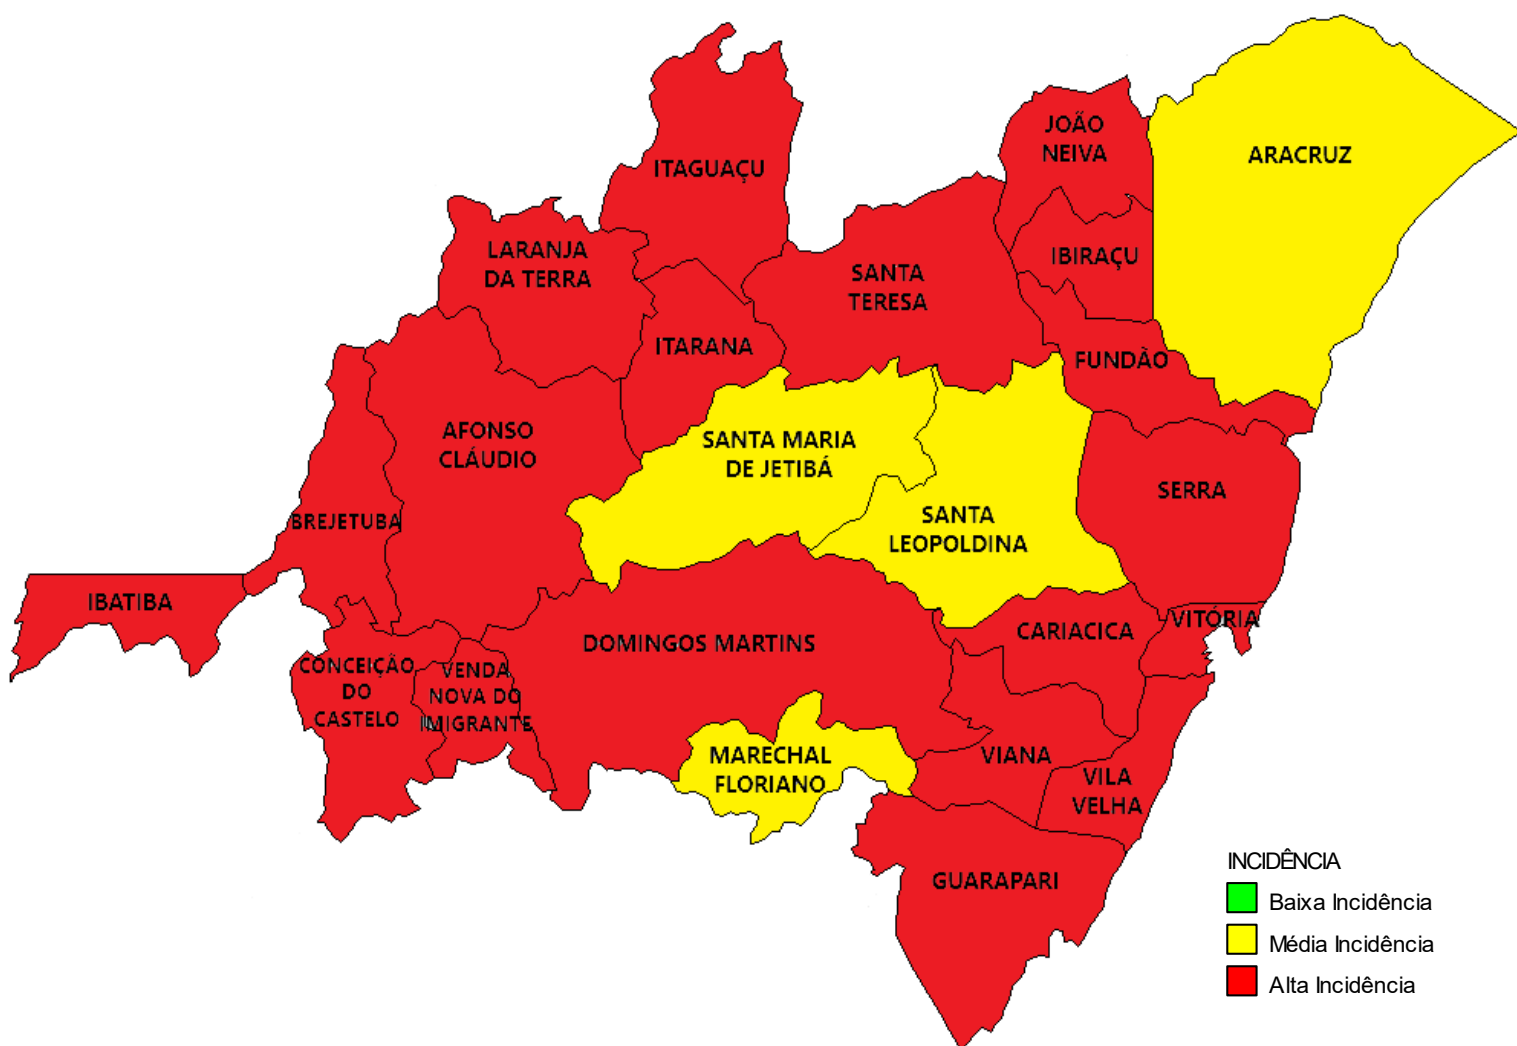 JOÃO
NEIVA
ARACRUZ
ITAGUAÇU
LARANJA
DA TERRA
IBIRAÇU
SANTA
TERESA
ITARANA
FUNDÃO
AFONSO
CLÁUDIO
SANTA MARIA
DE JETIBÁ
SERRA
BREJETUBA
SANTA
LEOPOLDINA
IBATIBA
VITÓRIA
CARIACICA
DOMINGOS MARTINS
CONCEIÇÃO
DO
CASTELO
VENDA
NOVA DO
IMIGRANTE
MARECHAL
FLORIANO
VIANA
VILA
VELHA
GUARAPARI
INCIDÊNCIA
Baixa Incidência
Média Incidência
Alta Incidência